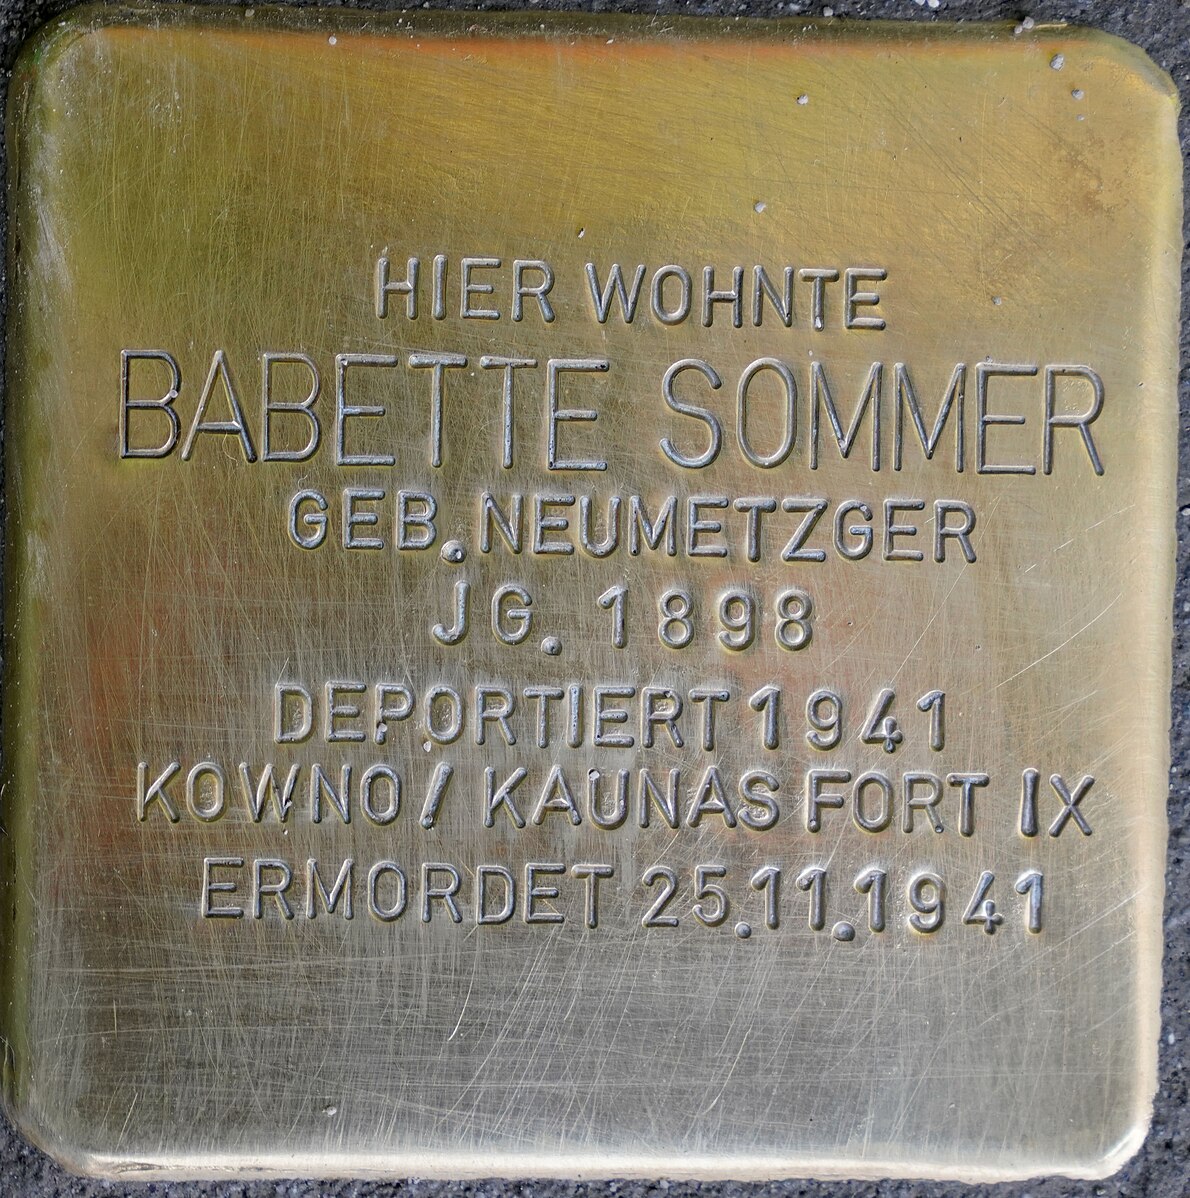 HIER WOHNTE
BABETTE SOMMER
GEB. NEUMETZGER
JG. 1898
DEPORTIERT 1941
KOWNO / KAUNAS FORT IX
ERMORDET 25.11.1941